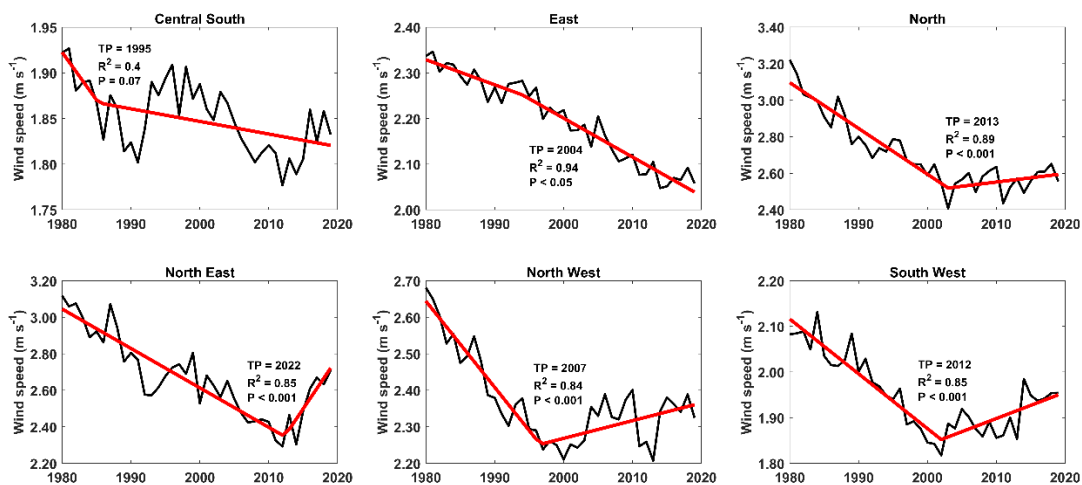 Central South
Wind speed (m s-1)
1.95
1.90
1.85
1.80
1.75
TP = 1995
R2 = 0.4
P = 0.07
1980 1990 2000 2010 2020
East
Wind speed (m s-1)
2.30
2.20
2.10
2.00
TP = 2004
R2 = 0.94
P < 0.05
1980 1990 2000 2010 2020
North
Wind speed (m s-1)
3.20
3.00
2.80
2.60
2.40
TP = 2013
R2 = 0.89
P < 0.001
1980 1990 2000 2010 2020
North East
Wind speed (m s-1)
3.20
3.00
2.80
2.60
2.40
2.20
TP = 2022
R2 = 0.85
P < 0.001
1980 1990 2000 2010 2020
North West
Wind speed (m s-1)
2.70
2.60
2.50
2.40
2.30
2.20
TP = 2007
R2 = 0.84
P < 0.001
1980 1990 2000 2010 2020
South West
Wind speed (m s-1)
2.20
2.10
2.00
1.90
1.80
TP = 2012
R2 = 0.85
P < 0.001
1980 1990 2000 2010 2020